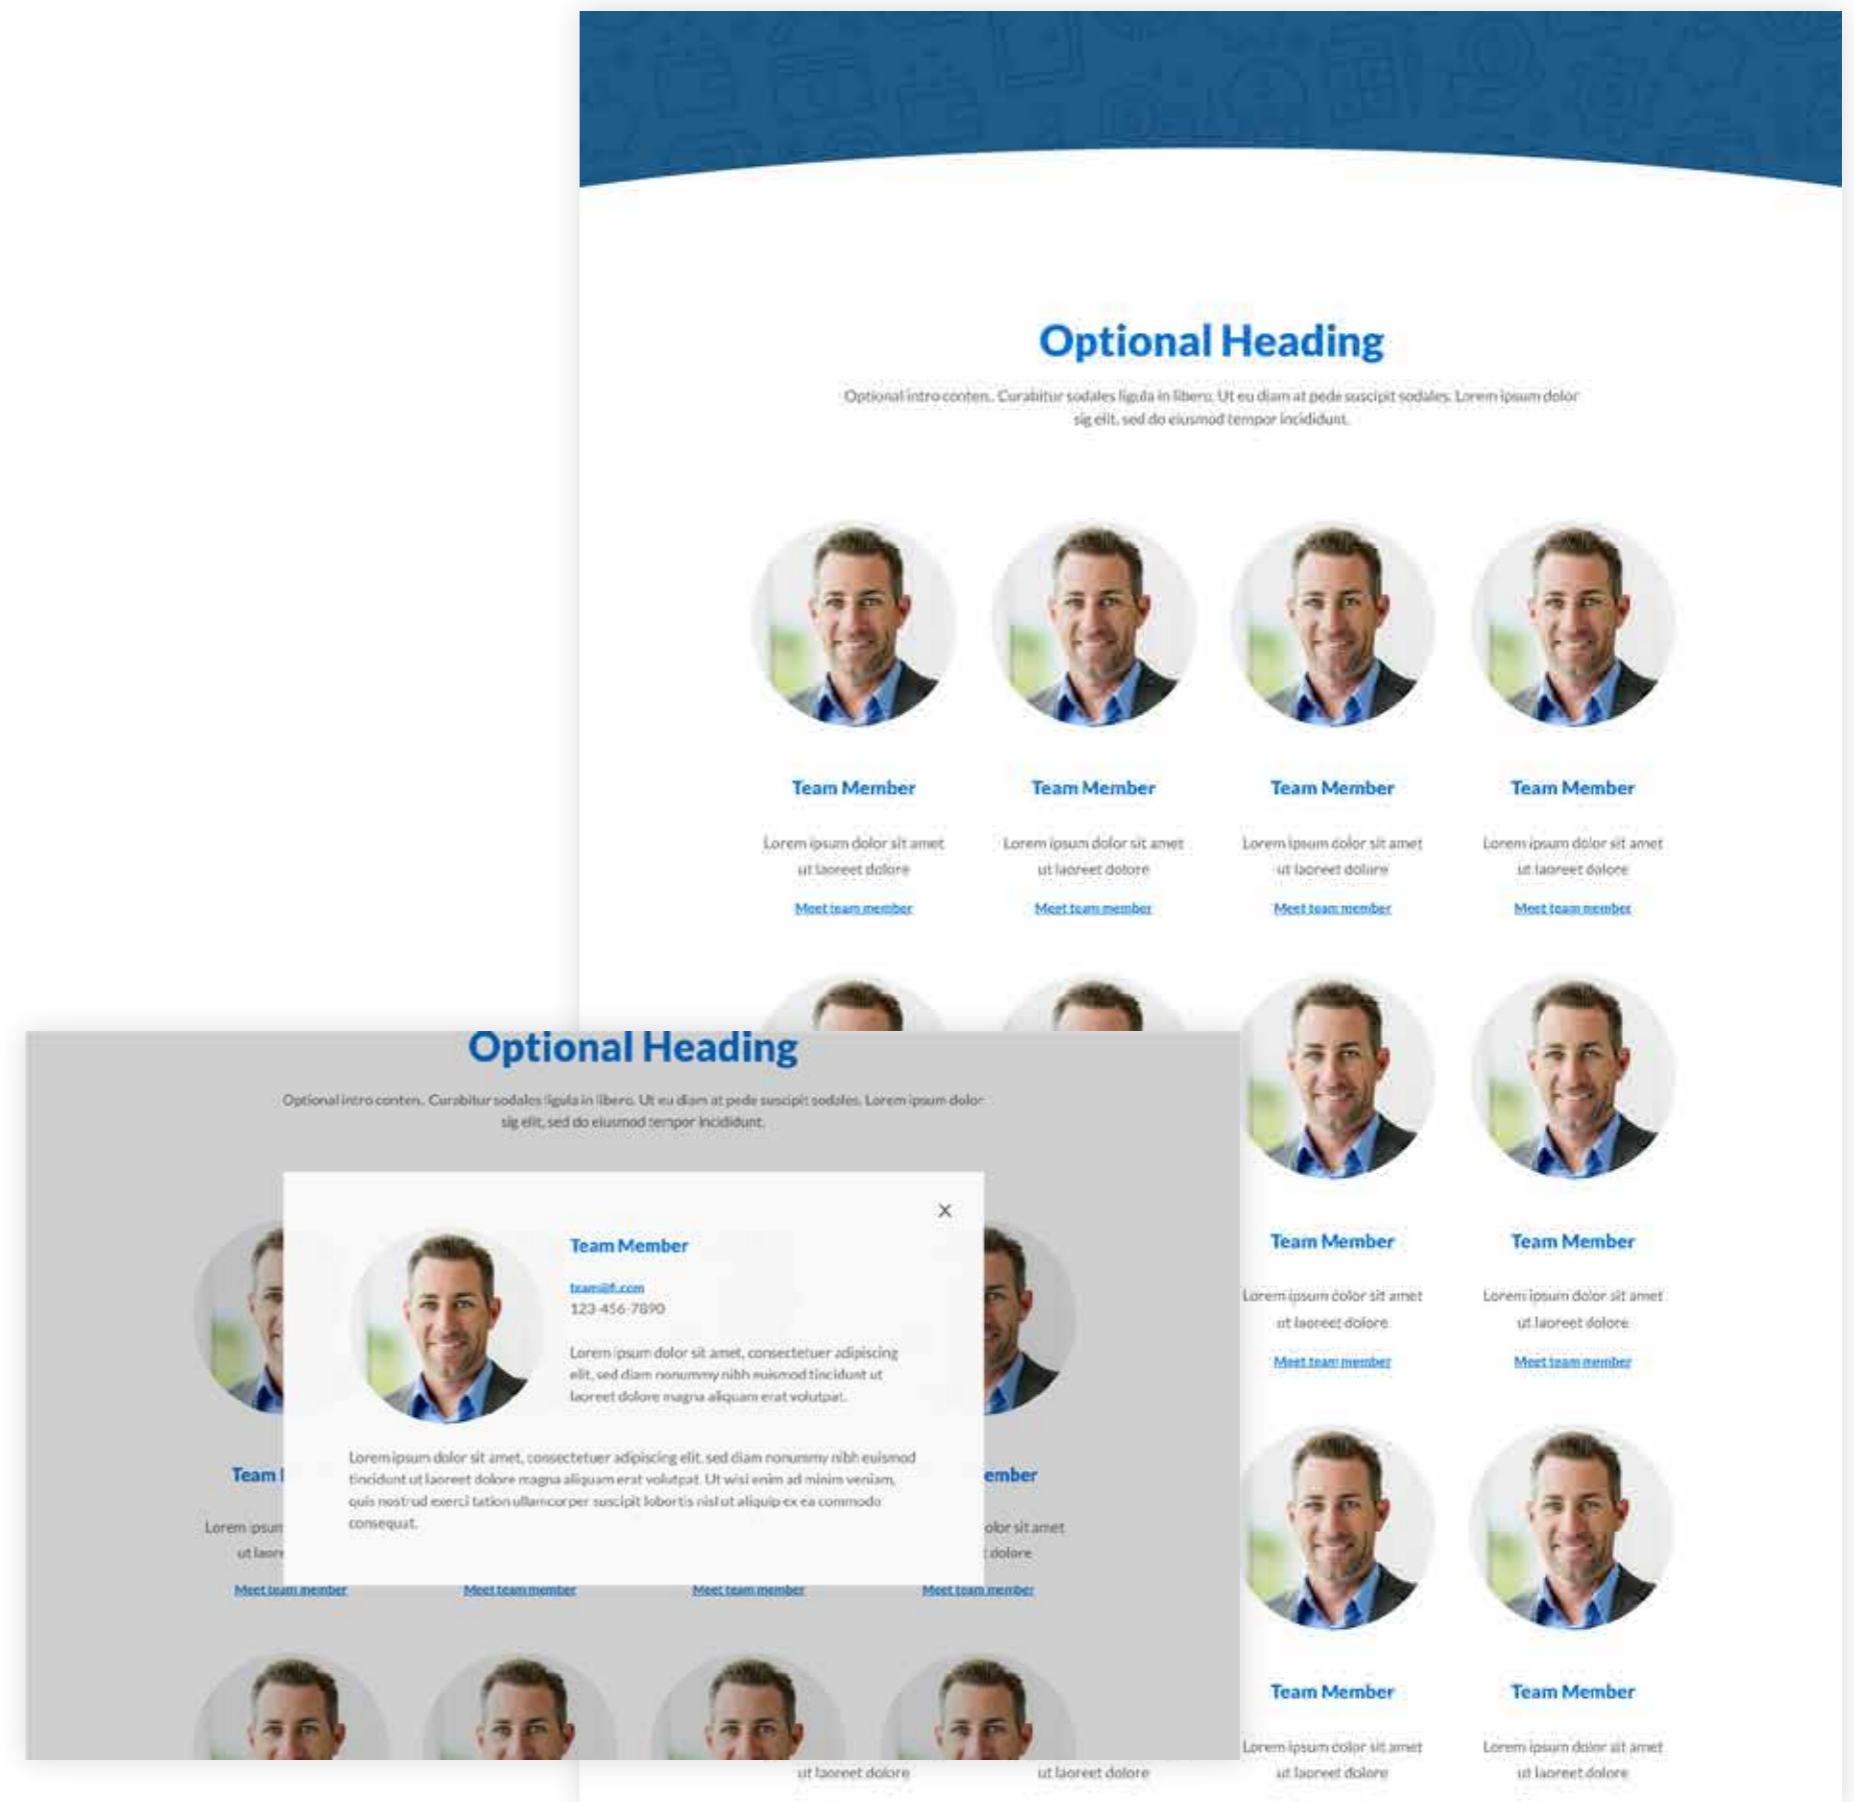 Optional Heading
Optional intro conten.. Curabitur sodales ligula in libero. Ut eu diam at pede suscipit sodales. Lorem ipsum dolor
sig elit, sed do eiusmod tempor incididunt.
Team Member
Team Member
Team Member
Team Member
Lorem ipsum dolor sit amet
ut laoreet dolore
Lorem ipsum dolor sit amet
ut laoreet dolore
Lorem ipsum dolor sit amet
ut laoreet dolore
Lorem ipsum dolor sit amet
ut laoreet dolore
Meet team member
Meet team member
Meet team member
Meet team member
Team Member
Team Member
Lorem ipsum dolor sit amet
ut laoreet dolore
Lorem ipsum dolor sit amet
ut laoreet dolore
Meet team member
Meet team member
Team Member
Team Member
Lorem ipsum dolor sit amet
ut laoreet dolore
Lorem ipsum dolor sit amet
ut laoreet dolore
ut laoreet dolore
ut laoreet dolore
Optional Heading
Optional intro conten.. Curabitur sodales ligula in libero. Ut eu diam at pede suscipit sodales. Lorem ipsum dolor
sig elit, sed do eiusmod tempor incididunt.
X
Team Member
123-456-7890
Lorem ipsum dolor sit amet, consectetuer adipiscing
elit, sed diam nonummy nibh euismod tincidunt ut
laoreet dolore magna aliquam erat volutpat.
Lorem ipsum dolor sit amet, consectetuer adipiscing elit, sed diam nonummy nibh euismod
tincidunt ut laoreet dolore magna aliquam erat volutpat. Ut wisi enim ad minim veniam,
quis nostrud exerci tation ullamcorper suscipit lobortis nisl ut aliquip ex ea commodo
consequat.
Team
ember
Lorem ipsum
ut laore
olor sit amet
dolore
Meet team member
Meet team member
Meet team member
Meet team member